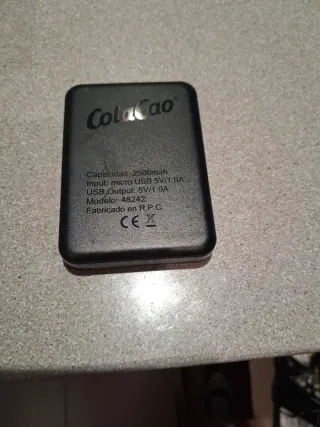 ColaCao
Capacidad: 2500mah
Input: micro USB 5V/1.0A
USB Output: 5V/1.0A
Modelo: 48242
Fabricado en R.P.C.
CE